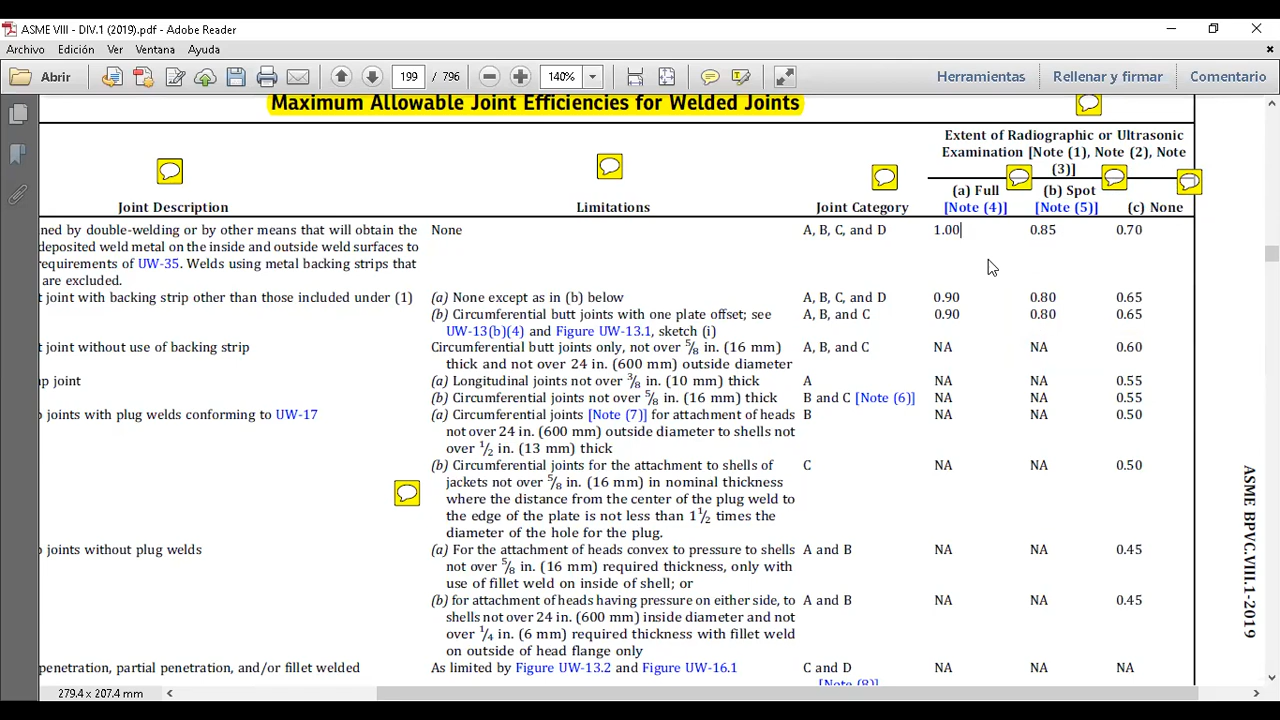 ASME VIII - DIV.1 (2019).pdf - Adobe Reader
Archivo Edición Ver Ventana Ayuda
Abrir 199 / 796 140% Herramientas Rellenar y firmar Comentario
Maximum Allowable Joint Efficiencies for Welded Joints
Extent of Radiographic or Ultrasonic
Examination [Note (1), Note (2), Note
(3)]
(a) Full (b) Spot
Joint Description Limitations Joint Category [Note (4)] [Note (5)] (c) None
ned by double-welding or by other means that will obtain the None A, B, C, and D 1.00 0.85 0.70
deposited weld metal on the inside and outside weld surfaces to
requirements of UW-35. Welds using metal backing strips that
are excluded.
t joint with backing strip other than those included under (1) (a) None except as in (b) below A, B, C, and D 0.90 0.80 0.65
(b) Circumferential butt joints with one plate offset; see A, B, and C 0.90 0.80 0.65
UW-13(b)(4) and Figure UW-13.1, sketch (i)
t joint without use of backing strip Circumferential butt joints only, not over 5/8 in. (16 mm) A, B, and C NA NA 0.60
thick and not over 24 in. (600 mm) outside diameter
ap joint (a) Longitudinal joints not over 3/8 in. (10 mm) thick A NA NA 0.55
(b) Circumferential joints not over 5/8 in. (16 mm) thick B and C [Note (6)] NA NA 0.55
p joints with plug welds conforming to UW-17 (a) Circumferential joints [Note (7)] for attachment of heads B NA NA 0.50
not over 24 in. (600 mm) outside diameter to shells not
over 1/2 in. (13 mm) thick
(b) Circumferential joints for the attachment to shells of C NA NA 0.50
jackets not over 5/8 in. (16 mm) in nominal thickness
where the distance from the center of the plug weld to
the edge of the plate is not less than 1 1/2 times the
diameter of the hole for the plug.
p joints without plug welds (a) For the attachment of heads convex to pressure to shells A and B NA NA 0.45
not over 5/8 in. (16 mm) required thickness, only with
use of fillet weld on inside of shell; or
(b) for attachment of heads having pressure on either side, to A and B NA NA 0.45
shells not over 24 in. (600 mm) inside diameter and not
over 1/4 in. (6 mm) required thickness with fillet weld
on outside of head flange only
penetration, partial penetration, and/or fillet welded As limited by Figure UW-13.2 and Figure UW-16.1 C and D NA NA NA
[Note (8)]
ASME BPVC.VIII.1-2019
279.4 x 207.4 mm